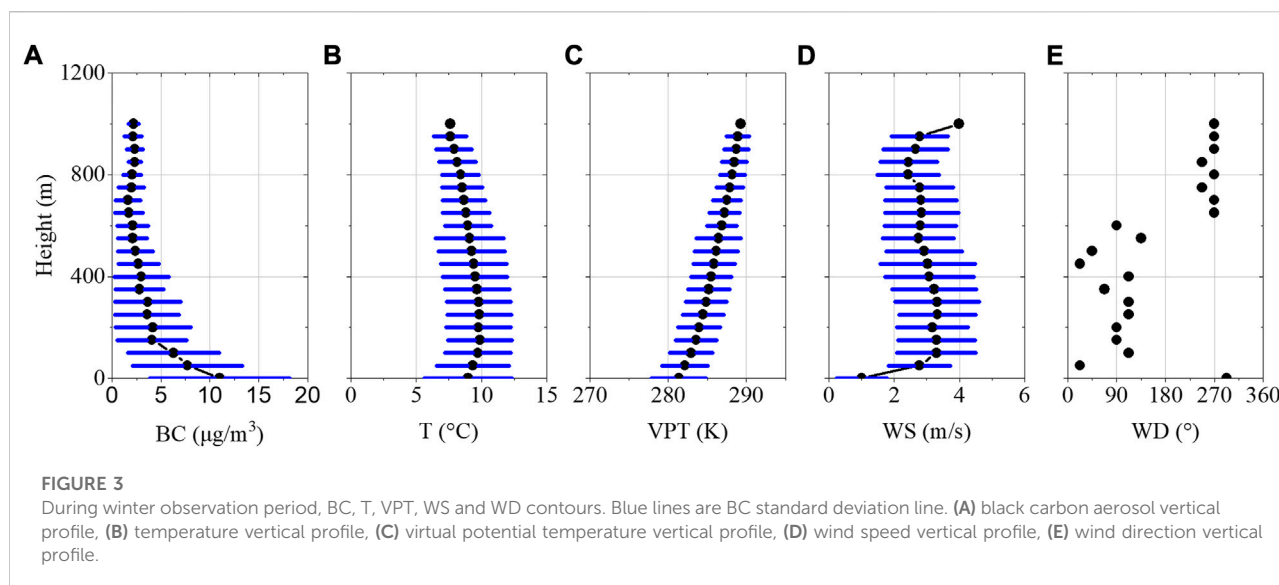 A B C D E
1200
800
400
0
Height (m)
0 5 10 15 20
BC (µg/m³)
0 5 10 15
T (°C)
270 280 290
VPT (K)
0 2 4 6
WS (m/s)
0 90 180 270 360
WD (°)
FIGURE 3
During winter observation period, BC, T, VPT, WS and WD contours. Blue lines are BC standard deviation line. (A) black carbon aerosol vertical
profile, (B) temperature vertical profile, (C) virtual potential temperature vertical profile, (D) wind speed vertical profile, (E) wind direction vertical
profile.